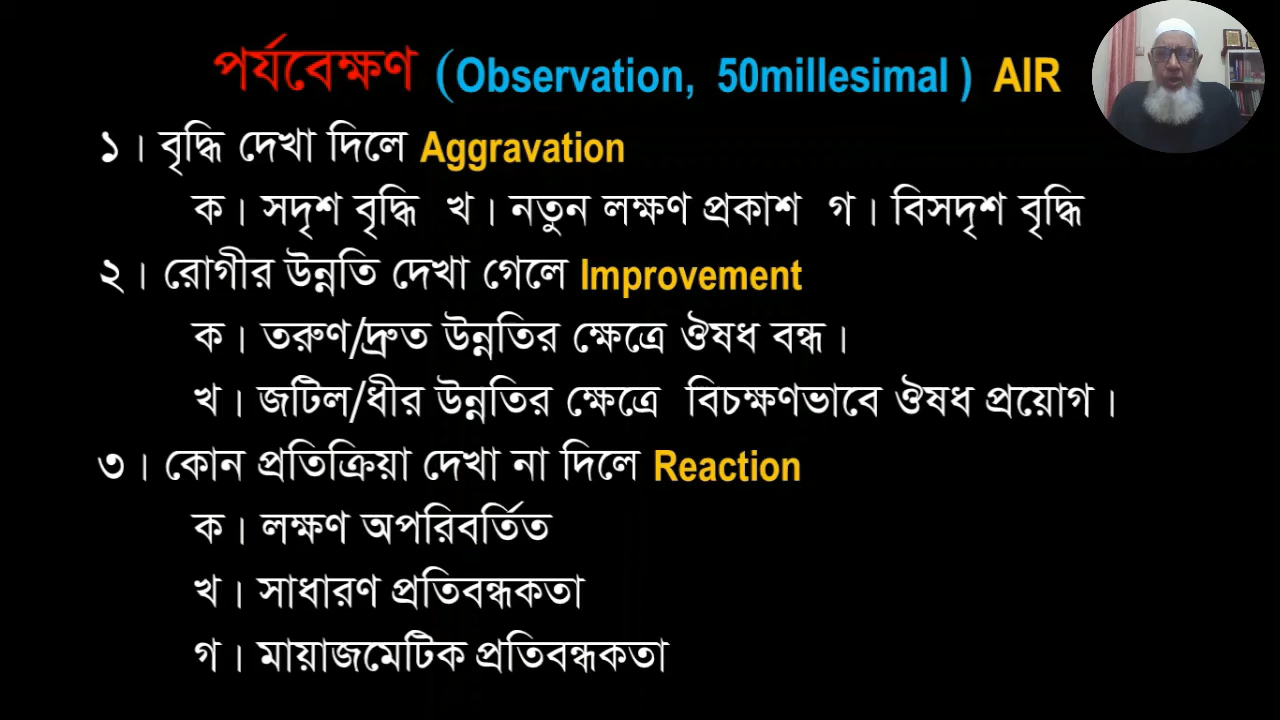 পর্যবেক্ষণ (Observation, 50millesimal ) AIR
১। বৃদ্ধি দেখা দিলে Aggravation
ক। সদৃশ বৃদ্ধি খ। নতুন লক্ষণ প্রকাশ গ। বিসদৃশ বৃদ্ধি
২। রোগীর উন্নতি দেখা গেলে Improvement
ক। তরুণ/দ্রুত উন্নতির ক্ষেত্রে ঔষধ বন্ধ।
খ। জটিল/ধীর উন্নতির ক্ষেত্রে বিচক্ষণভাবে ঔষধ প্রয়োগ।
৩। কোন প্রতিক্রিয়া দেখা না দিলে Reaction
ক। লক্ষণ অপরিবর্তিত
খ। সাধারণ প্রতিবন্ধকতা
গ। মায়াজমেটিক প্রতিবন্ধকতা